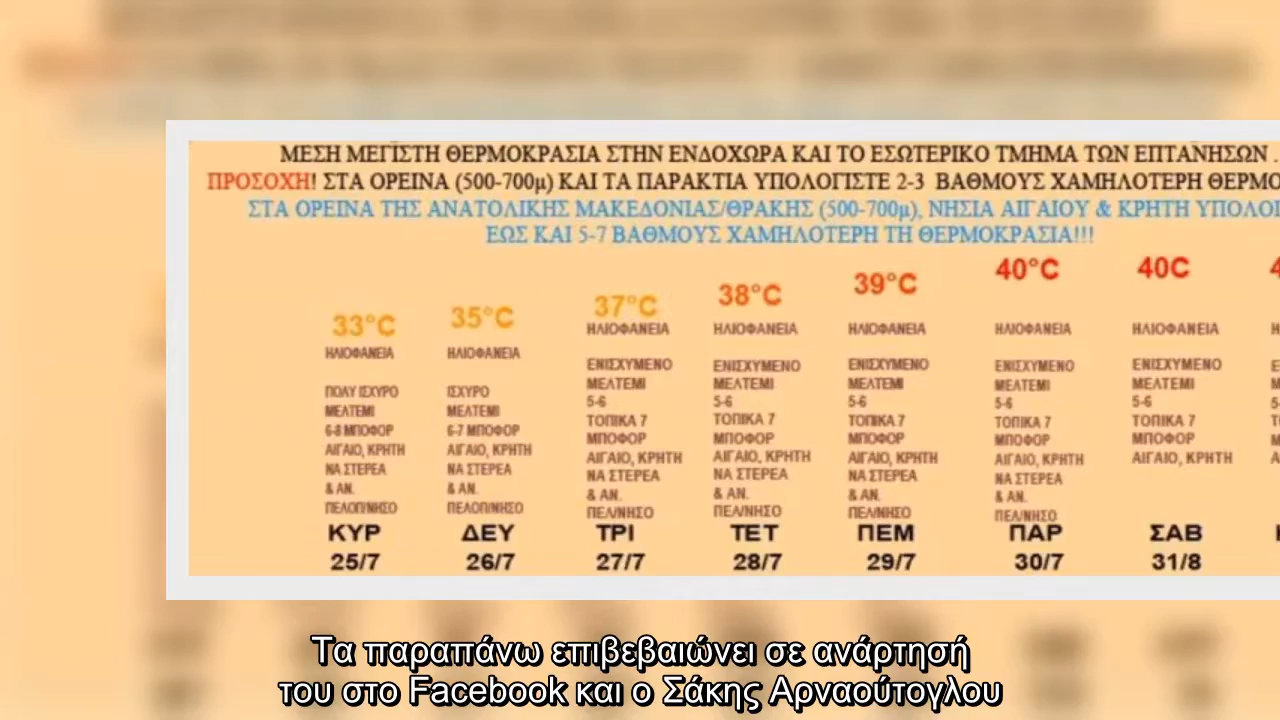 ΜΕΣΗ ΜΕΓΙΣΤΗ ΘΕΡΜΟΚΡΑΣΙΑ ΣΤΗΝ ΕΝΔΟΧΩΡΑ ΚΑΙ ΤΟ ΕΣΩΤΕΡΙΚΟ ΤΜΗΜΑ ΤΩΝ ΕΠΤΑΝΗΣΩΝ .
ΠΡΟΣΟΧΗ! ΣΤΑ ΟΡΕΙΝΑ (500-700μ) ΚΑΙ ΤΑ ΠΑΡΑΚΤΙΑ ΥΠΟΛΟΓΙΣΤΕ 2-3 ΒΑΘΜΟΥΣ ΧΑΜΗΛΟΤΕΡΗ ΘΕΡΜΟ
ΣΤΑ ΟΡΕΙΝΑ ΤΗΣ ΑΝΑΤΟΛΙΚΗΣ ΜΑΚΕΔΟΝΙΑΣ/ΘΡΑΚΗΣ (500-700μ), ΝΗΣΙΑ ΑΙΓΑΙΟΥ & ΚΡΗΤΗ ΥΠΟΛΟΓ
ΕΩΣ ΚΑΙ 5-7 ΒΑΘΜΟΥΣ ΧΑΜΗΛΟΤΕΡΗ ΤΗ ΘΕΡΜΟΚΡΑΣΙΑ!!!
33°C
ΗΛΙΟΦΑΝΕΙΑ
ΠΟΛΥ ΙΣΧΥΡΟ
ΜΕΛΤΕΜΙ
6-8 ΜΠΟΦΟΡ
ΑΙΓΑΙΟ, ΚΡΗΤΗ
ΝΑ ΣΤΕΡΕΑ
& ΑΝ.
ΠΕΛΟΠ/ΝΗΣΟ
ΚΥΡ
25/7
35°C
ΗΛΙΟΦΑΝΕΙΑ
ΙΣΧΥΡΟ
ΜΕΛΤΕΜΙ
6-7 ΜΠΟΦΟΡ
ΑΙΓΑΙΟ, ΚΡΗΤΗ
ΝΑ ΣΤΕΡΕΑ
& ΑΝ.
ΠΕΛΟΠ/ΝΗΣΟ
ΔΕΥ
26/7
37°C
ΗΛΙΟΦΑΝΕΙΑ
ΕΝΙΣΧΥΜΕΝΟ
ΜΕΛΤΕΜΙ
5-6
ΤΟΠΙΚΑ 7
ΜΠΟΦΟΡ
ΑΙΓΑΙΟ, ΚΡΗΤΗ
ΝΑ ΣΤΕΡΕΑ
& ΑΝ.
ΠΕΛ/ΝΗΣΟ
ΤΡΙ
27/7
38°C
ΗΛΙΟΦΑΝΕΙΑ
ΕΝΙΣΧΥΜΕΝΟ
ΜΕΛΤΕΜΙ
5-6
ΤΟΠΙΚΑ 7
ΜΠΟΦΟΡ
ΑΙΓΑΙΟ, ΚΡΗΤΗ
ΝΑ ΣΤΕΡΕΑ
& ΑΝ.
ΠΕΛ/ΝΗΣΟ
ΤΕΤ
28/7
39°C
ΗΛΙΟΦΑΝΕΙΑ
ΕΝΙΣΧΥΜΕΝΟ
ΜΕΛΤΕΜΙ
5-6
ΤΟΠΙΚΑ 7
ΜΠΟΦΟΡ
ΑΙΓΑΙΟ, ΚΡΗΤΗ
ΝΑ ΣΤΕΡΕΑ
& ΑΝ.
ΠΕΛ/ΝΗΣΟ
ΠΕΜ
29/7
40°C
ΗΛΙΟΦΑΝΕΙΑ
ΕΝΙΣΧΥΜΕΝΟ
ΜΕΛΤΕΜΙ
5-6
ΤΟΠΙΚΑ 7
ΜΠΟΦΟΡ
ΑΙΓΑΙΟ, ΚΡΗΤΗ
ΝΑ ΣΤΕΡΕΑ
& ΑΝ.
ΠΕΛ/ΝΗΣΟ
ΠΑΡ
30/7
40C
ΗΛΙΟΦΑΝΕΙΑ
ΕΝΙΣΧΥΜΕΝΟ
ΜΕΛΤΕΜΙ
5-6
ΤΟΠΙΚΑ 7
ΜΠΟΦΟΡ
ΑΙΓΑΙΟ, ΚΡΗΤΗ
ΣΑΒ
31/8
Τα παραπάνω επιβεβαιώνει σε ανάρτησή
του στο Facebook και ο Σάκης Αρναούτογλου